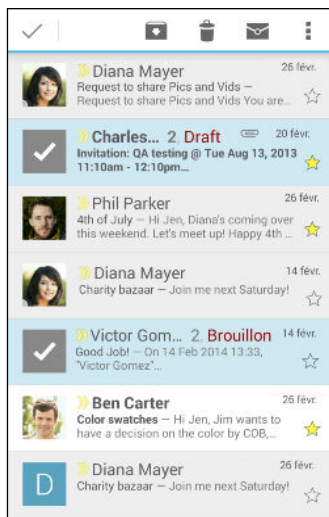 Diana Mayer
26 févr.
Request to share Pics and Vids —
Request to share Pics and Vids You are...
Charles... 2, Draft
20 févr.
Invitation: QA testing @ Tue Aug 13, 2013
11:10am - 12:10pm...
Phil Parker
26 févr.
4th of July — Hi Jen, Diana's coming over
this weekend. Let's meet up! Happy 4th ...
Diana Mayer
14 févr.
Charity bazaar — Join me next Saturday!
Victor Gom... 2, Brouillon
14 févr.
Good Job! — On 14 Feb 2014 13:33,
"Victor Gomez"...
Ben Carter
26 févr.
Color swatches — Hi Jen, Jim wants to
have a decision on the color by COB,...
D
Diana Mayer
26 févr.
Charity bazaar — Join me next Saturday!